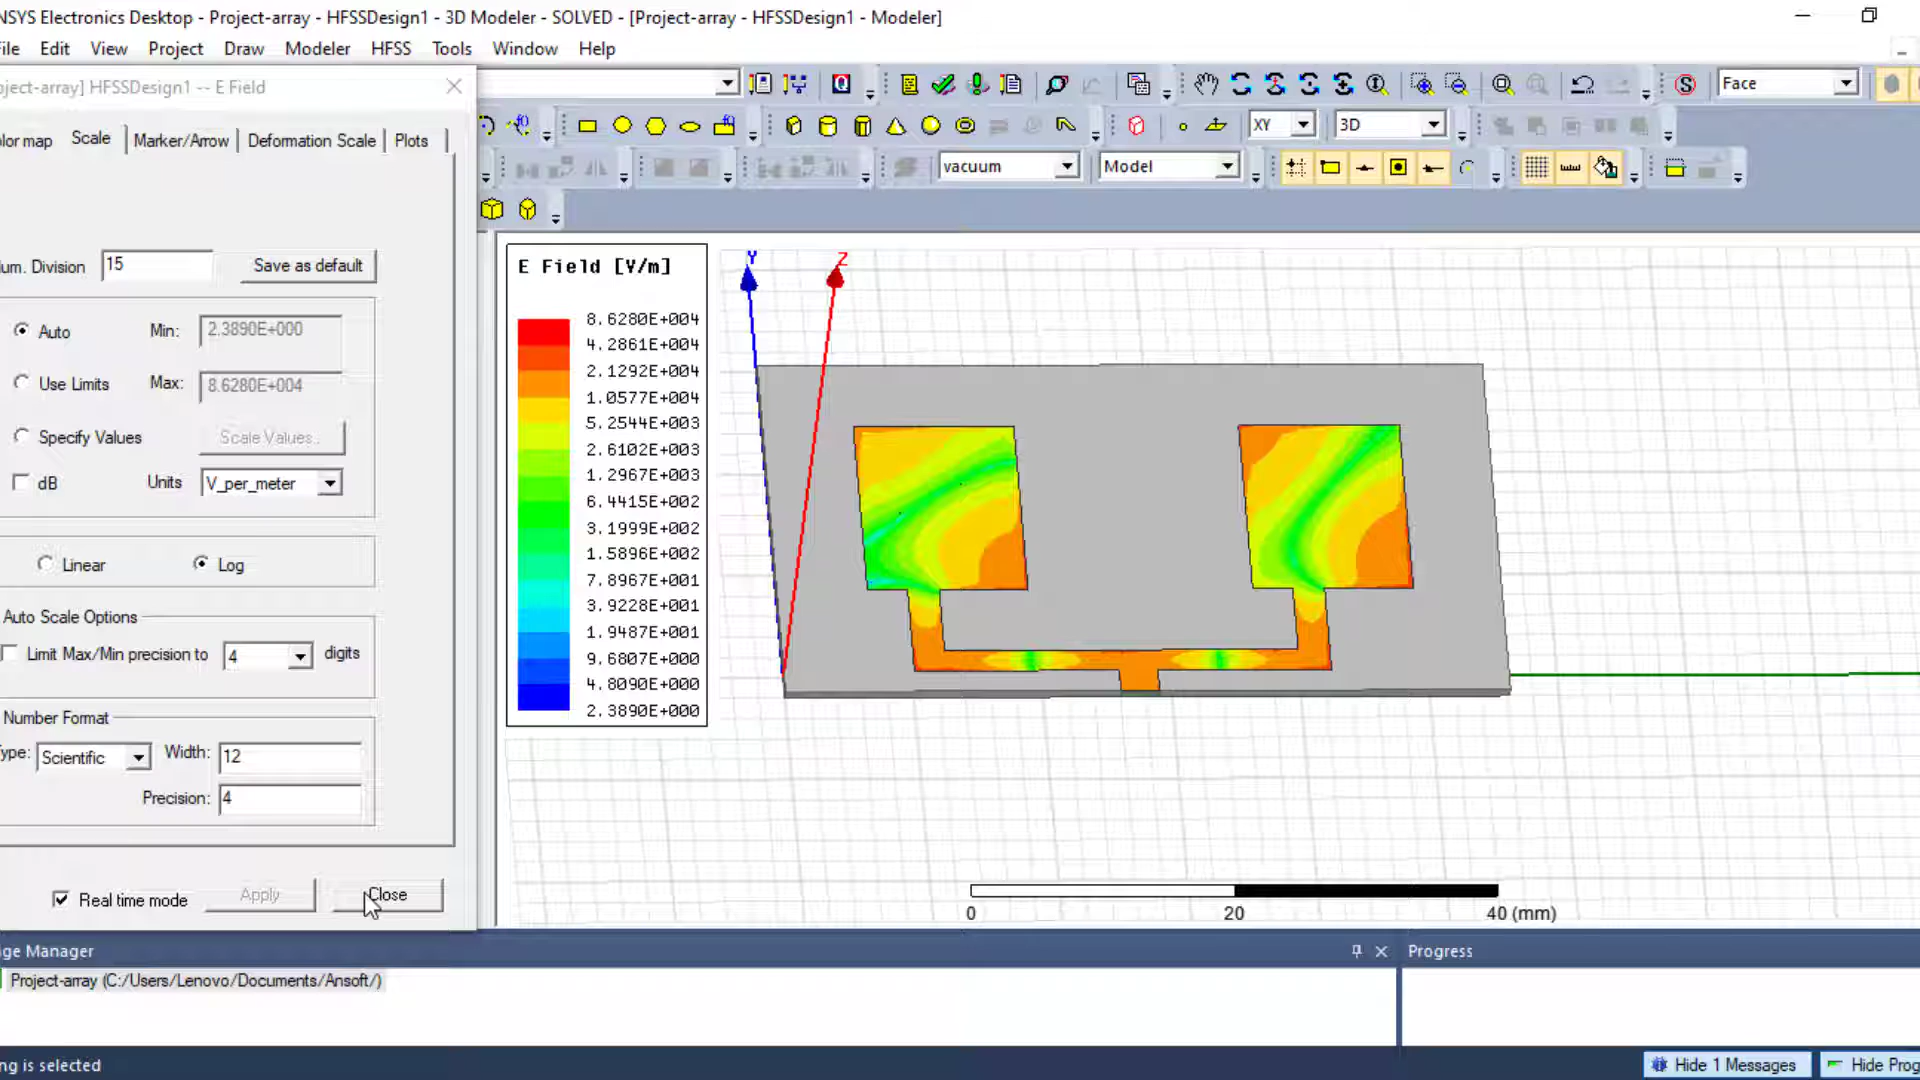 NSYS Electronics Desktop - Project-array - HFSSDesign1 - 3D Modeler - SOLVED - [Project-array - HFSSDesign1 - Modeler]
ile Edit View Project Draw Modeler HFSS Tools Window Help
oject-array] HFSSDesign1 -- E Field
Face
olor map Scale Marker/Arrow Deformation Scale Plots
XY 3D
vacuum Model
um. Division 15 Save as default
Auto Min: 2.3890E+000
Use Limits Max: 8.6280E+004
Specify Values Scale Values..
dB Units V_per_meter
Linear Log
Auto Scale Options
Limit Max/Min precision to 4 digits
Number Format
ype: Scientific Width: 12
Precision: 4
Real time mode Apply Close
E Field [V/m]
8.6280E+004
4.2861E+004
2.1292E+004
1.0577E+004
5.2544E+003
2.6102E+003
1.2967E+003
6.4415E+002
3.1999E+002
1.5896E+002
7.8967E+001
3.9228E+001
1.9487E+001
9.6807E+000
4.8090E+000
2.3890E+000
Y Z
0 20 40 (mm)
ge Manager
Progress
Project-array (C:/Users/Lenovo/Documents/Ansoft/)
ng is selected
Hide 1 Messages Hide Prog